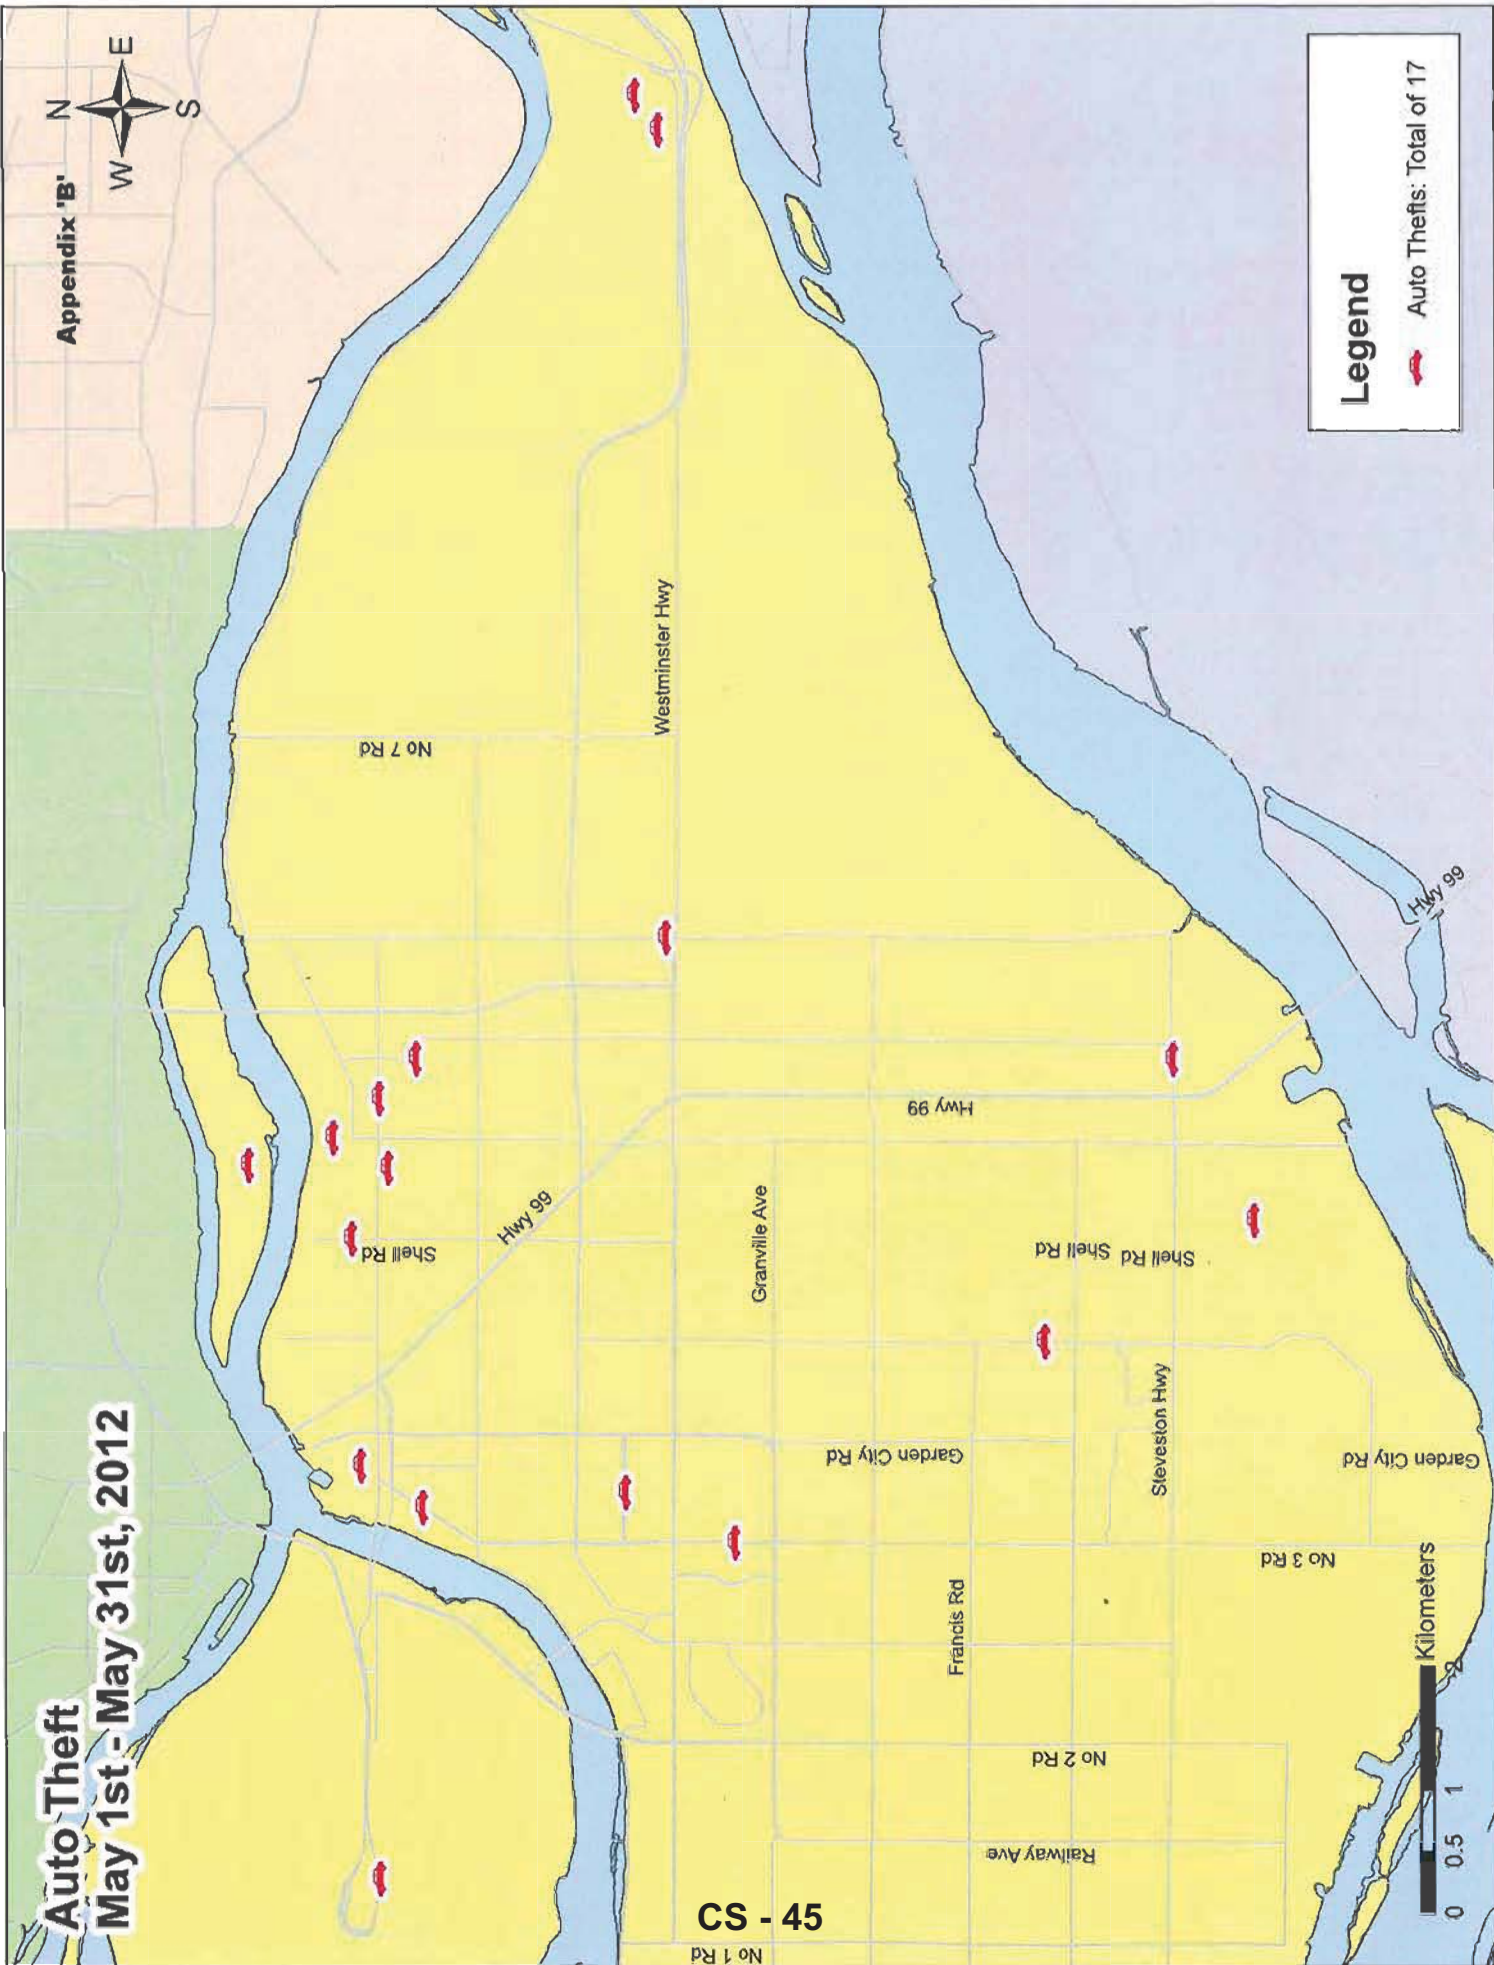 Auto Theft
May 1st - May 31st, 2012
Appendix 'B'
N
W
E
S
No 7 Rd
Westminster Hwy
Shell Rd
Hwy 99
Hwy 99
Granville Ave
Shell Rd
Shell Rd
Shell Rd
Hwy 99
Garden City Rd
Steveston Hwy
Garden City Rd
No 3 Rd
Francis Rd
No 2 Rd
Railway Ave
No 1 Rd
Legend
Auto Thefts: Total of 17
0 0.5 1 2
Kilometers
CS - 45